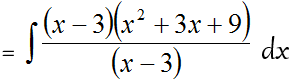 = ∫ (x − 3)(x² + 3x + 9) / (x − 3) dx